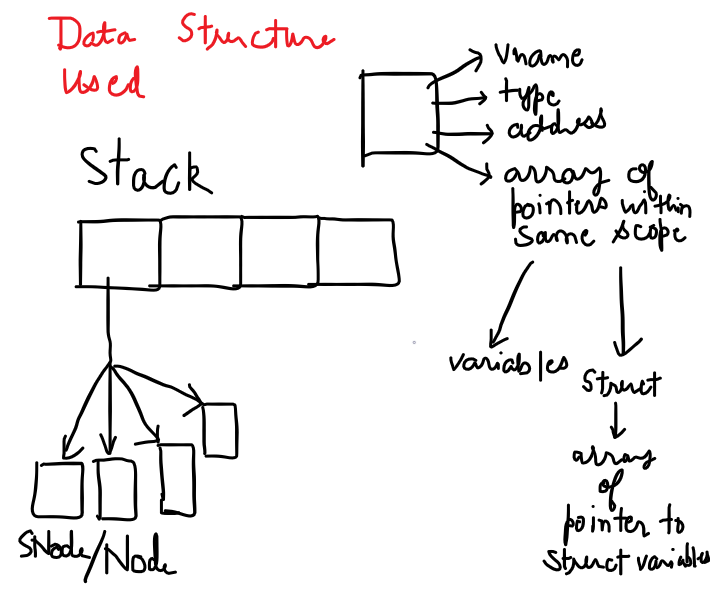 Data Structure
Used
Vname
type
address
array of
pointers within
same scope
Stack
variables
Struct
array
of
pointer to
struct variables
SNode/Node